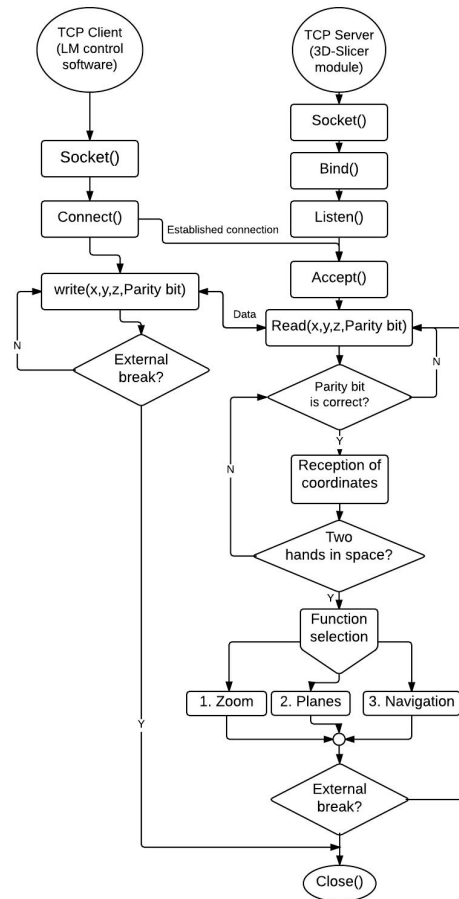 TCP Client
(LM control
software)
TCP Server
(3D-Slicer
module)
Socket()
Socket()
Bind()
Connect()
Listen()
Established connection
Accept()
write(x,y,z,Parity bit)
Data
Read(x,y,z,Parity bit)
N
External
break?
N
Parity bit
is correct?
Y
N
Reception of
coordinates
Two
hands in space?
Y
Function
selection
1. Zoom
2. Planes
3. Navigation
Y
External
break?
Close()